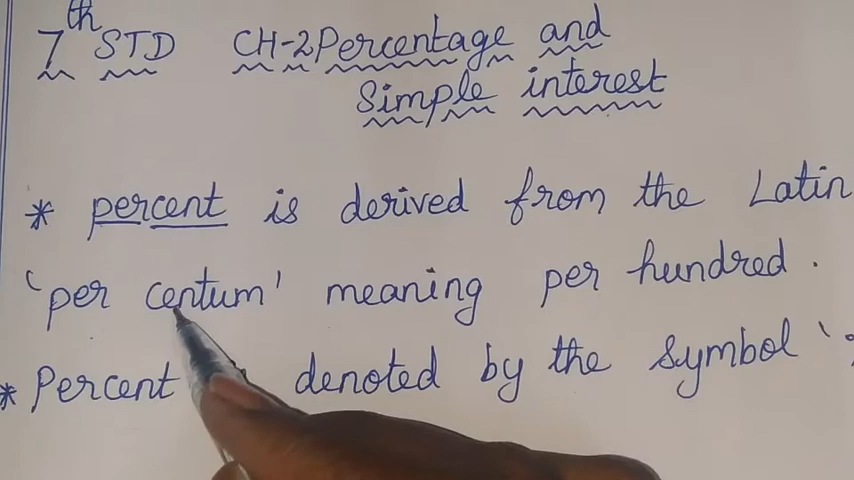 7th STD CH-2 Percentage and
Simple interest
* percent is derived from the Latin
'per centum' meaning per hundred.
* Percent denoted by the symbol '